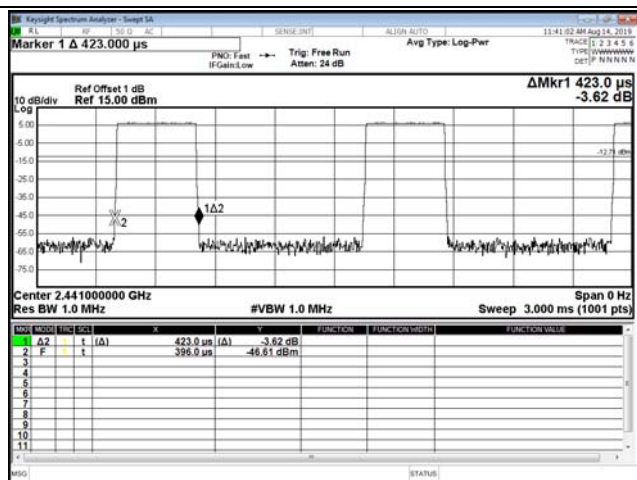 Keysight Spectrum Analyzer - Swept SA
RL RF 50 Ω AC SENSE:INT ALIGN AUTO 11:41:02 AM Aug 14, 2019
Marker 1 Δ 423.000 µs
PNO: Fast
IFGain:Low
Trig: Free Run
Atten: 24 dB
Avg Type: Log-Pwr
TRACE 1 2 3 4 5 6
TYPE WWWWWW
DET P N N N N N
ΔMkr1 423.0 µs
-3.62 dB
Ref Offset 1 dB
10 dB/div Ref 15.00 dBm
Log
5.00
-5.00
-15.0
-25.0
-35.0
-45.0
-55.0
-65.0
-75.0
-12.71 dBm
2
1Δ2
Center 2.441000000 GHz Span 0 Hz
Res BW 1.0 MHz #VBW 1.0 MHz Sweep 3.000 ms (1001 pts)
MKR MODE TRC SCL X Y FUNCTION FUNCTION WIDTH FUNCTION VALUE
1 Δ2 1 t (Δ) 423.0 µs (Δ) -3.62 dB
2 F 1 t 396.0 µs -46.61 dBm
3
4
5
6
7
8
9
10
11
MSG STATUS